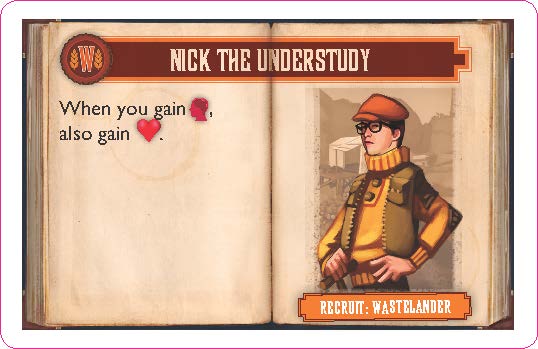 W
NICK THE UNDERSTUDY
When you gain ,
also gain .
RECRUIT: WASTELANDER